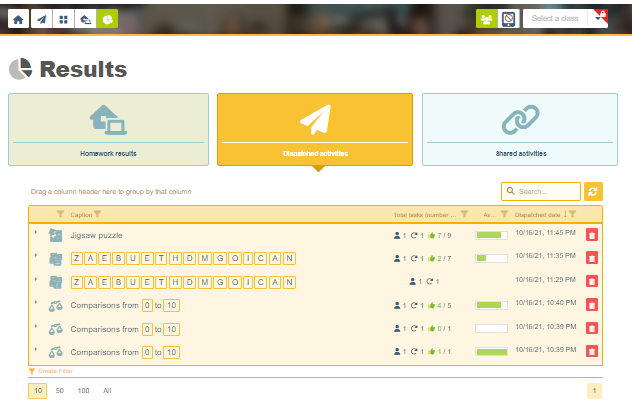 Select a class
Results
Homework results
Dispatched activities
Shared activities
Drag a column header here to group by that column
Search...
Caption Total tasks (number ... Av... Dispatched date
Jigsaw puzzle 1 1 7 / 9 10/16/21, 11:45 PM
Z A E B U E T H D M G O I C A N 1 1 2 / 7 10/16/21, 11:35 PM
Z A E B U E T H D M G O I C A N 1 1 10/16/21, 11:29 PM
Comparisons from 0 to 10 1 1 4 / 5 10/16/21, 10:40 PM
Comparisons from 0 to 10 1 1 0 / 1 10/16/21, 10:39 PM
Comparisons from 0 to 10 1 1 1 / 1 10/16/21, 10:39 PM
Create Filter
10 50 100 All 1